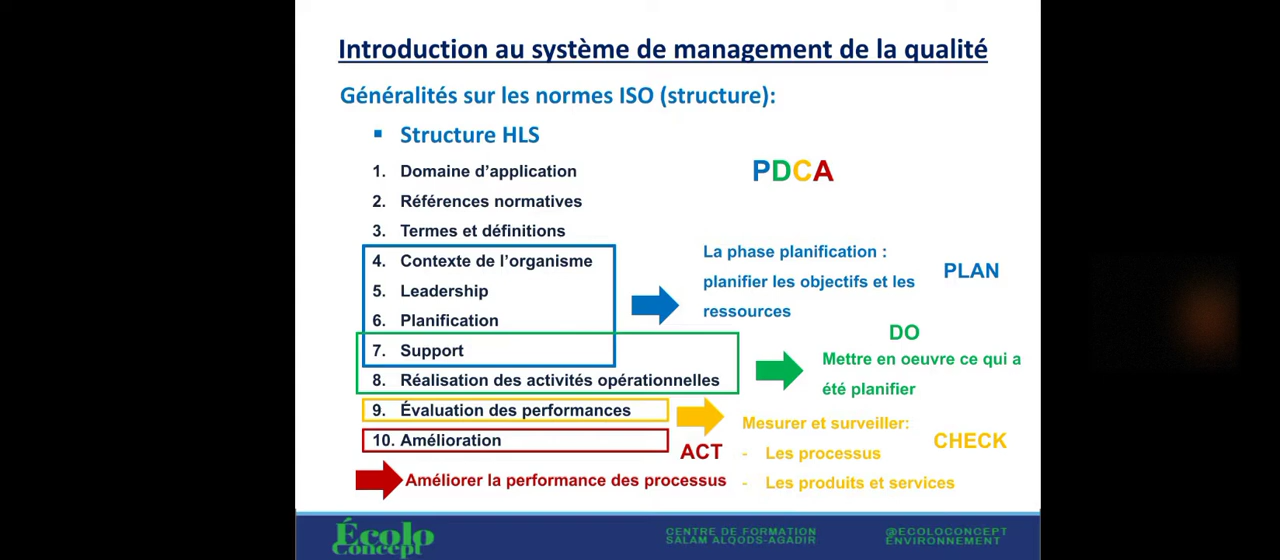 Introduction au système de management de la qualité
Généralités sur les normes ISO (structure):
▪ Structure HLS
1. Domaine d’application
2. Références normatives
3. Termes et définitions
4. Contexte de l’organisme
5. Leadership
6. Planification
7. Support
8. Réalisation des activités opérationnelles
9. Évaluation des performances
10. Amélioration
PDCA
La phase planification :
planifier les objectifs et les
ressources
PLAN
DO
Mettre en oeuvre ce qui a
été planifier
Mesurer et surveiller:
- Les processus
- Les produits et services
CHECK
ACT
Améliorer la performance des processus
Écolo
Concept
CENTRE DE FORMATION
SALAM ALQODS-AGADIR
@ECOLOCONCEPT
ENVIRONNEMENT